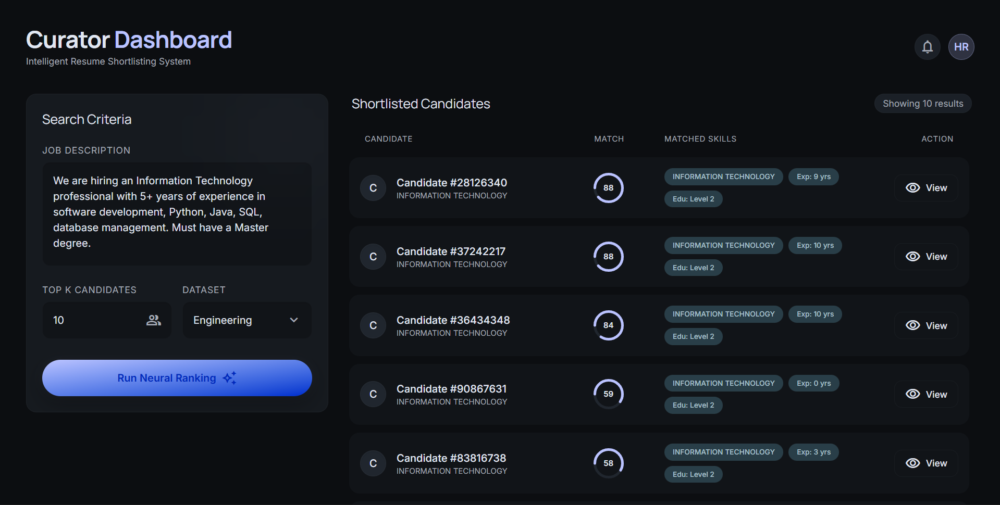 Curator Dashboard
Intelligent Resume Shortlisting System
HR
Search Criteria
JOB DESCRIPTION
We are hiring an Information Technology
professional with 5+ years of experience in
software development, Python, Java, SQL,
database management. Must have a Master
degree.
TOP K CANDIDATES
DATASET
10
Engineering
Run Neural Ranking
Shortlisted Candidates
Showing 10 results
CANDIDATE
MATCH
MATCHED SKILLS
ACTION
C
Candidate #28126340
INFORMATION TECHNOLOGY
88
INFORMATION TECHNOLOGY
Exp: 9 yrs
Edu: Level 2
View
C
Candidate #37242217
INFORMATION TECHNOLOGY
88
INFORMATION TECHNOLOGY
Exp: 10 yrs
Edu: Level 2
View
C
Candidate #36434348
INFORMATION TECHNOLOGY
84
INFORMATION TECHNOLOGY
Exp: 10 yrs
Edu: Level 2
View
C
Candidate #90867631
INFORMATION TECHNOLOGY
59
INFORMATION TECHNOLOGY
Exp: 0 yrs
Edu: Level 2
View
C
Candidate #83816738
INFORMATION TECHNOLOGY
58
INFORMATION TECHNOLOGY
Exp: 3 yrs
Edu: Level 2
View